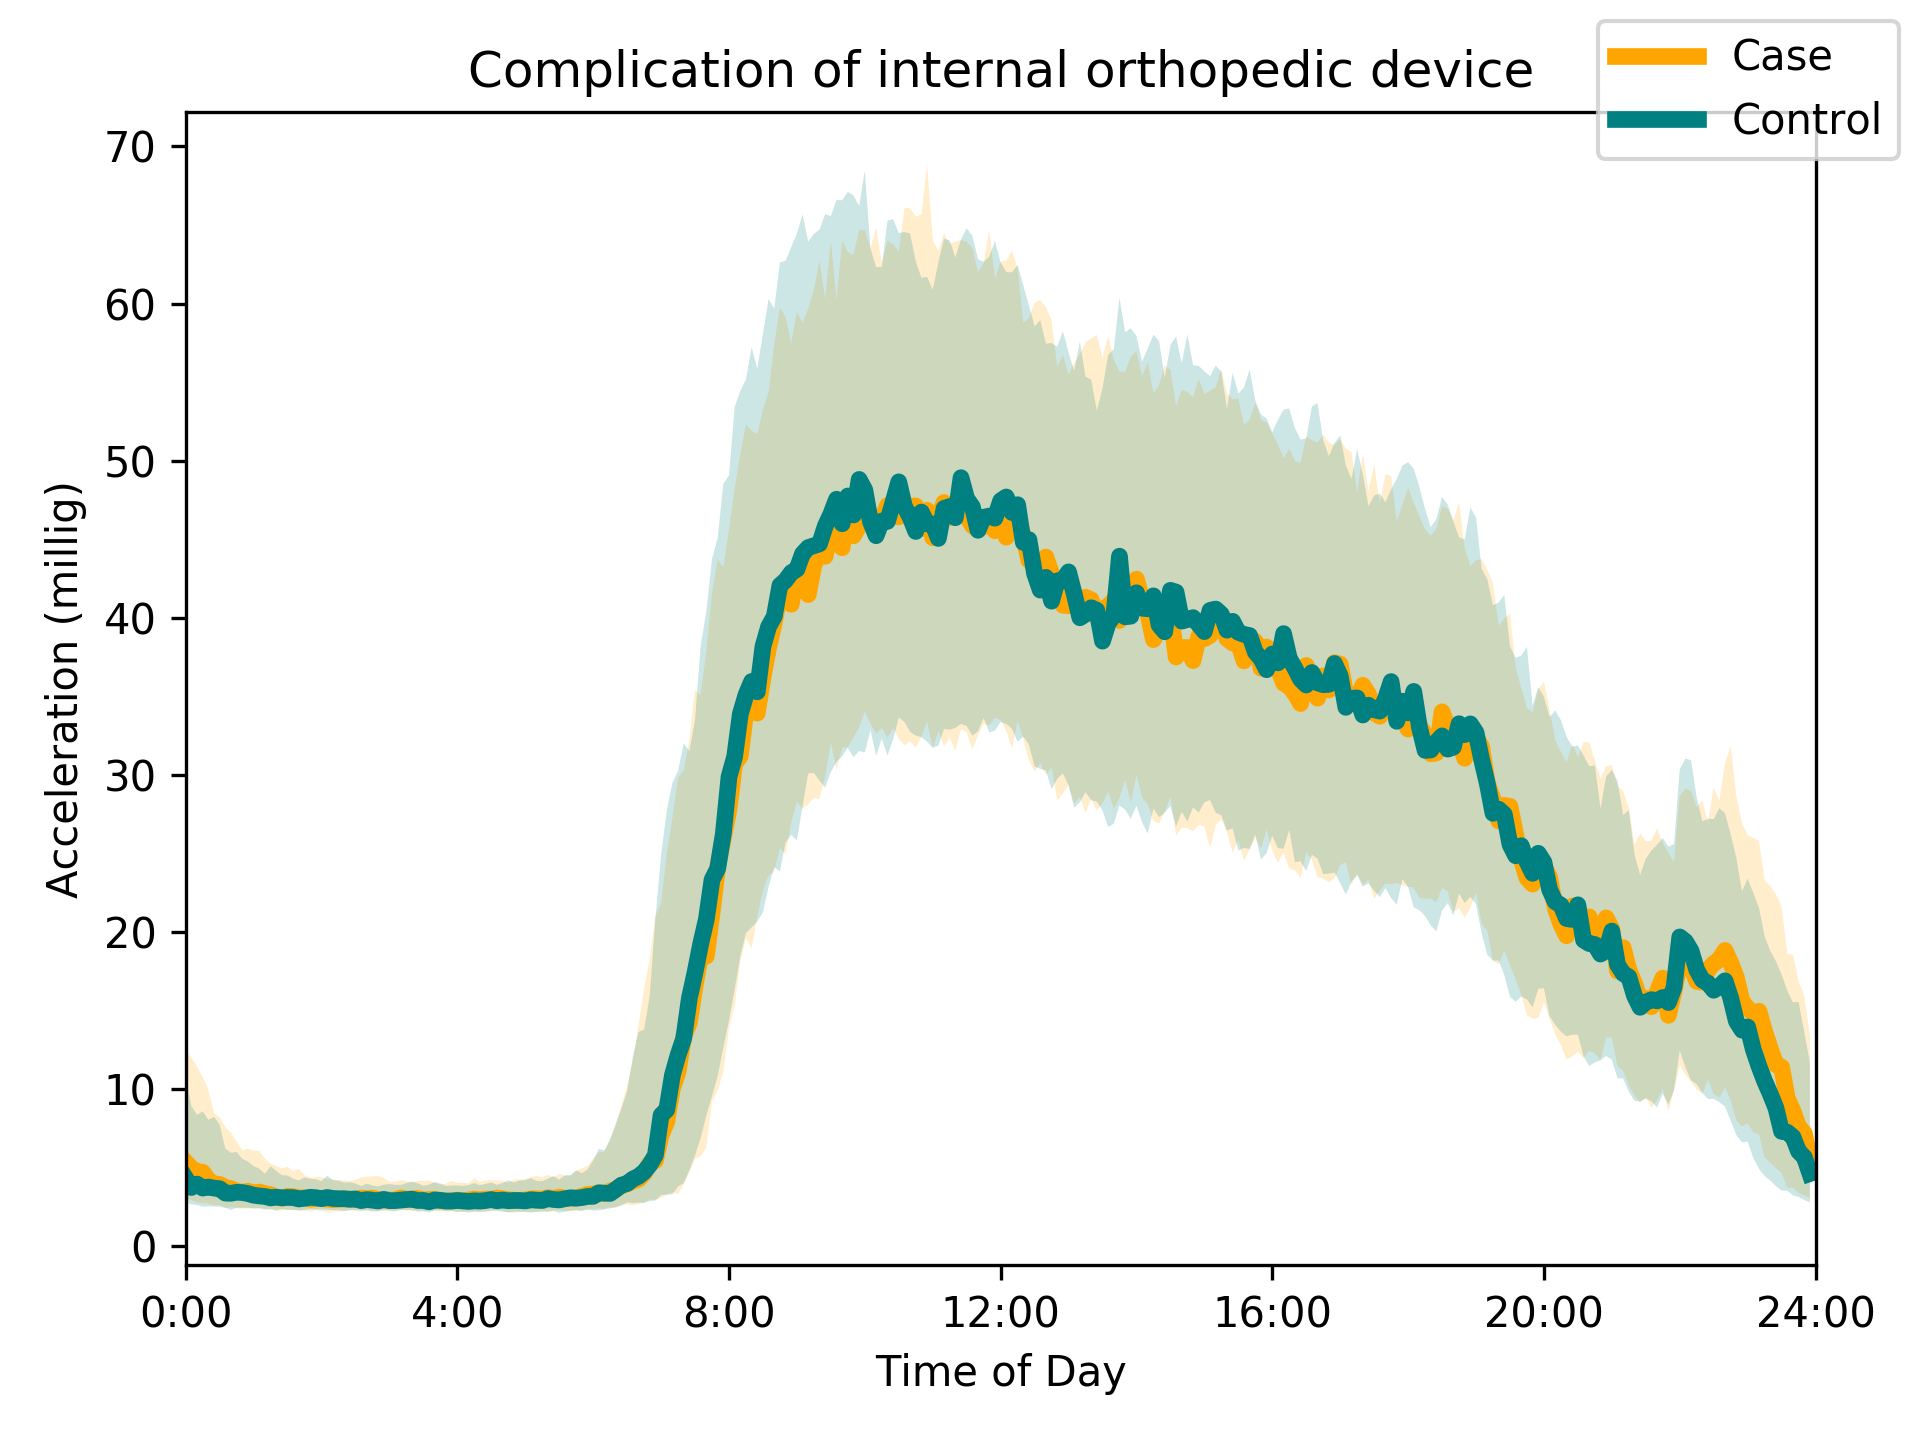 Complication of internal orthopedic device
Case
Control
Acceleration (millig)
70
60
50
40
30
20
10
0
0:00 4:00 8:00 12:00 16:00 20:00 24:00
Time of Day